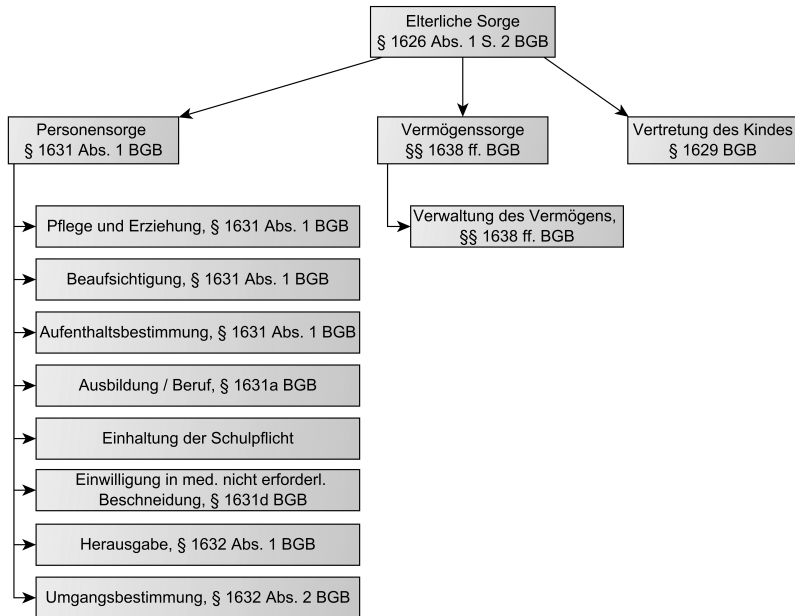 Elterliche Sorge
§ 1626 Abs. 1 S. 2 BGB
Personensorge
§ 1631 Abs. 1 BGB
Vermögenssorge
§§ 1638 ff. BGB
Vertretung des Kindes
§ 1629 BGB
Pflege und Erziehung, § 1631 Abs. 1 BGB
Beaufsichtigung, § 1631 Abs. 1 BGB
Aufenthaltsbestimmung, § 1631 Abs. 1 BGB
Ausbildung / Beruf, § 1631a BGB
Einhaltung der Schulpflicht
Einwilligung in med. nicht erforderl.
Beschneidung, § 1631d BGB
Herausgabe, § 1632 Abs. 1 BGB
Umgangsbestimmung, § 1632 Abs. 2 BGB
Verwaltung des Vermögens,
§§ 1638 ff. BGB